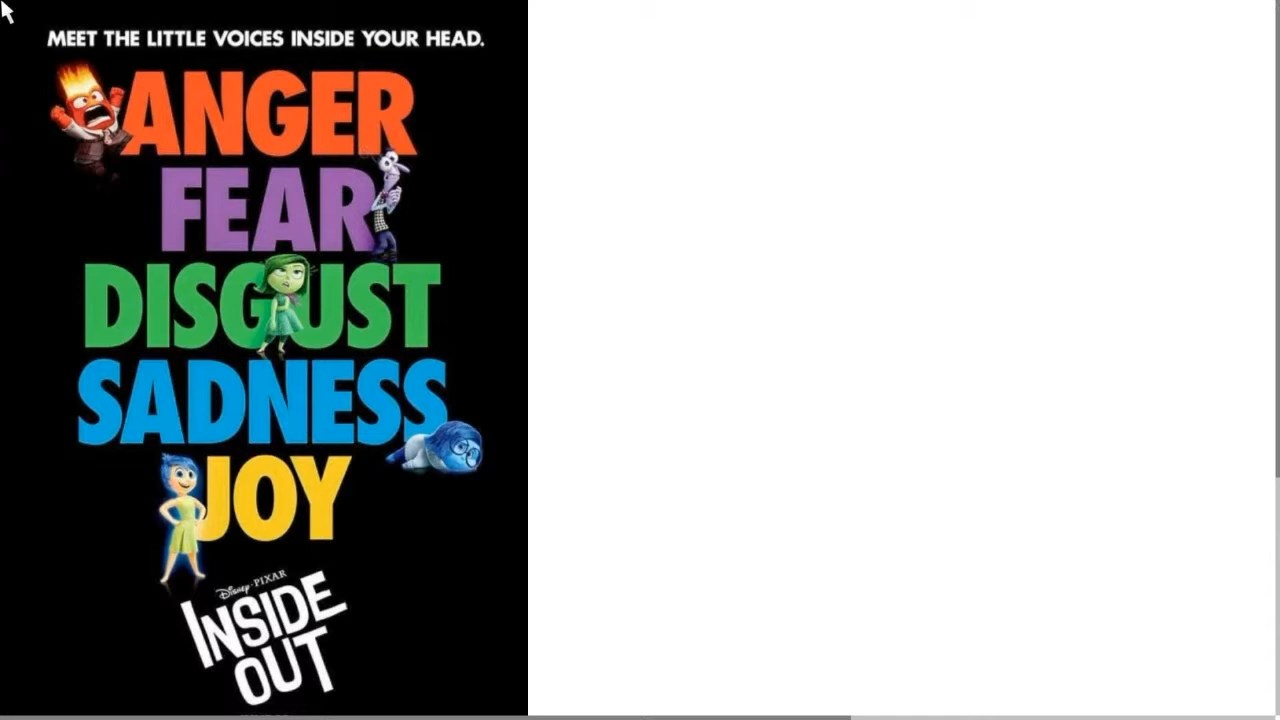 MEET THE LITTLE VOICES INSIDE YOUR HEAD.
ANGER
FEAR
DISGUST
SADNESS
JOY
Disney·PIXAR
INSIDE
OUT